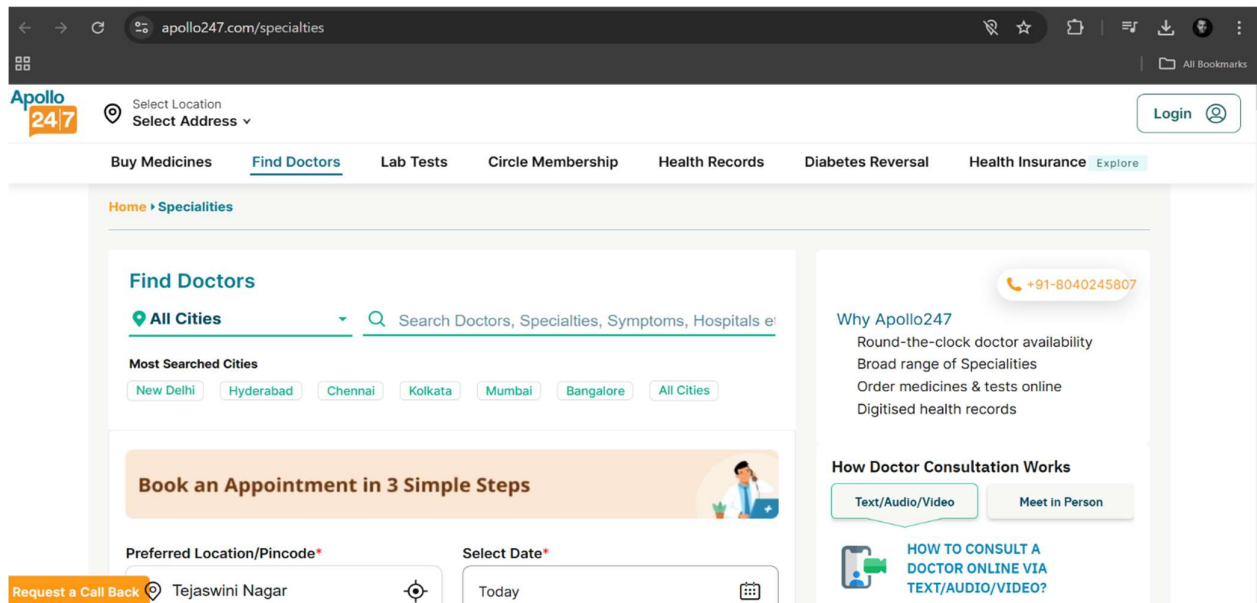 apollo247.com/specialties
All Bookmarks
Apollo
24|7
Select Location
Select Address
Login
Buy Medicines Find Doctors Lab Tests Circle Membership Health Records Diabetes Reversal Health Insurance Explore
Home Specialities
Find Doctors
All Cities Search Doctors, Specialties, Symptoms, Hospitals et
Most Searched Cities
New Delhi Hyderabad Chennai Kolkata Mumbai Bangalore All Cities
Book an Appointment in 3 Simple Steps
Preferred Location/Pincode* Select Date*
Tejaswini Nagar Today
Request a Call Back
+91-8040245807
Why Apollo247
Round-the-clock doctor availability
Broad range of Specialities
Order medicines & tests online
Digitised health records
How Doctor Consultation Works
Text/Audio/Video Meet in Person
HOW TO CONSULT A
DOCTOR ONLINE VIA
TEXT/AUDIO/VIDEO?